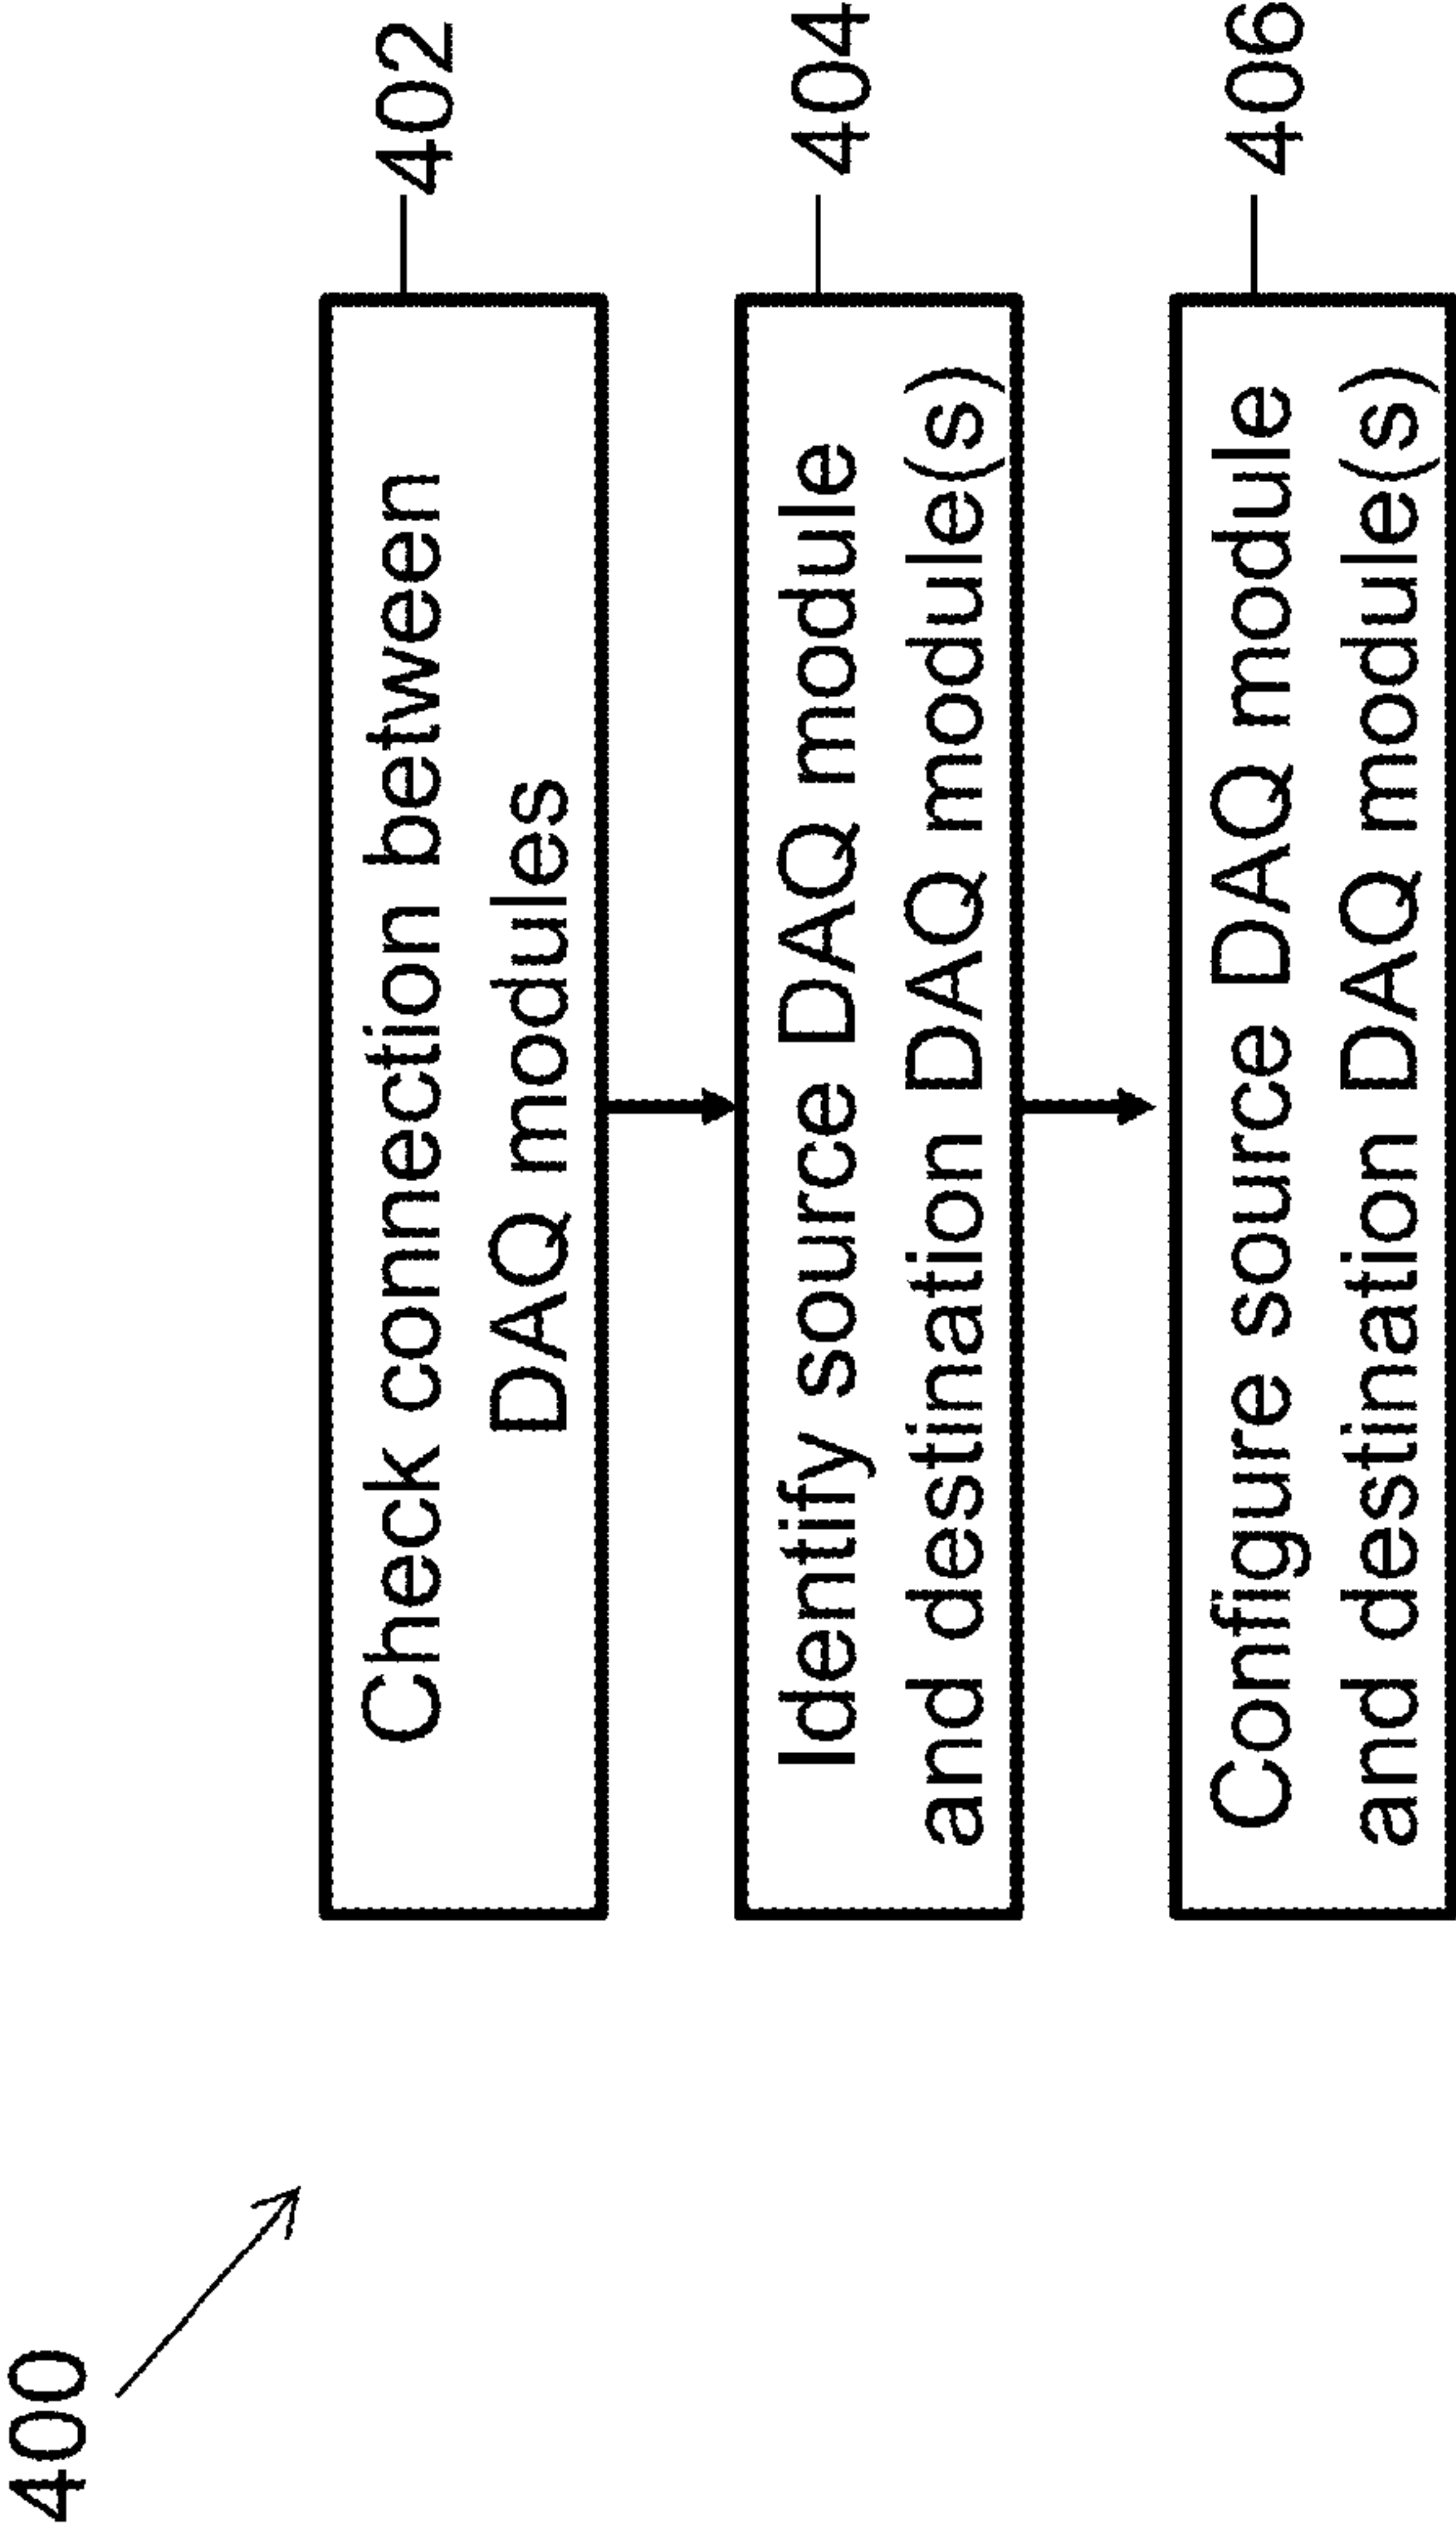 400
Check connection between
DAQ modules
402
Identify source DAQ module
and destination DAQ module(s)
404
Configure source DAQ module
and destination DAQ module(s)
406